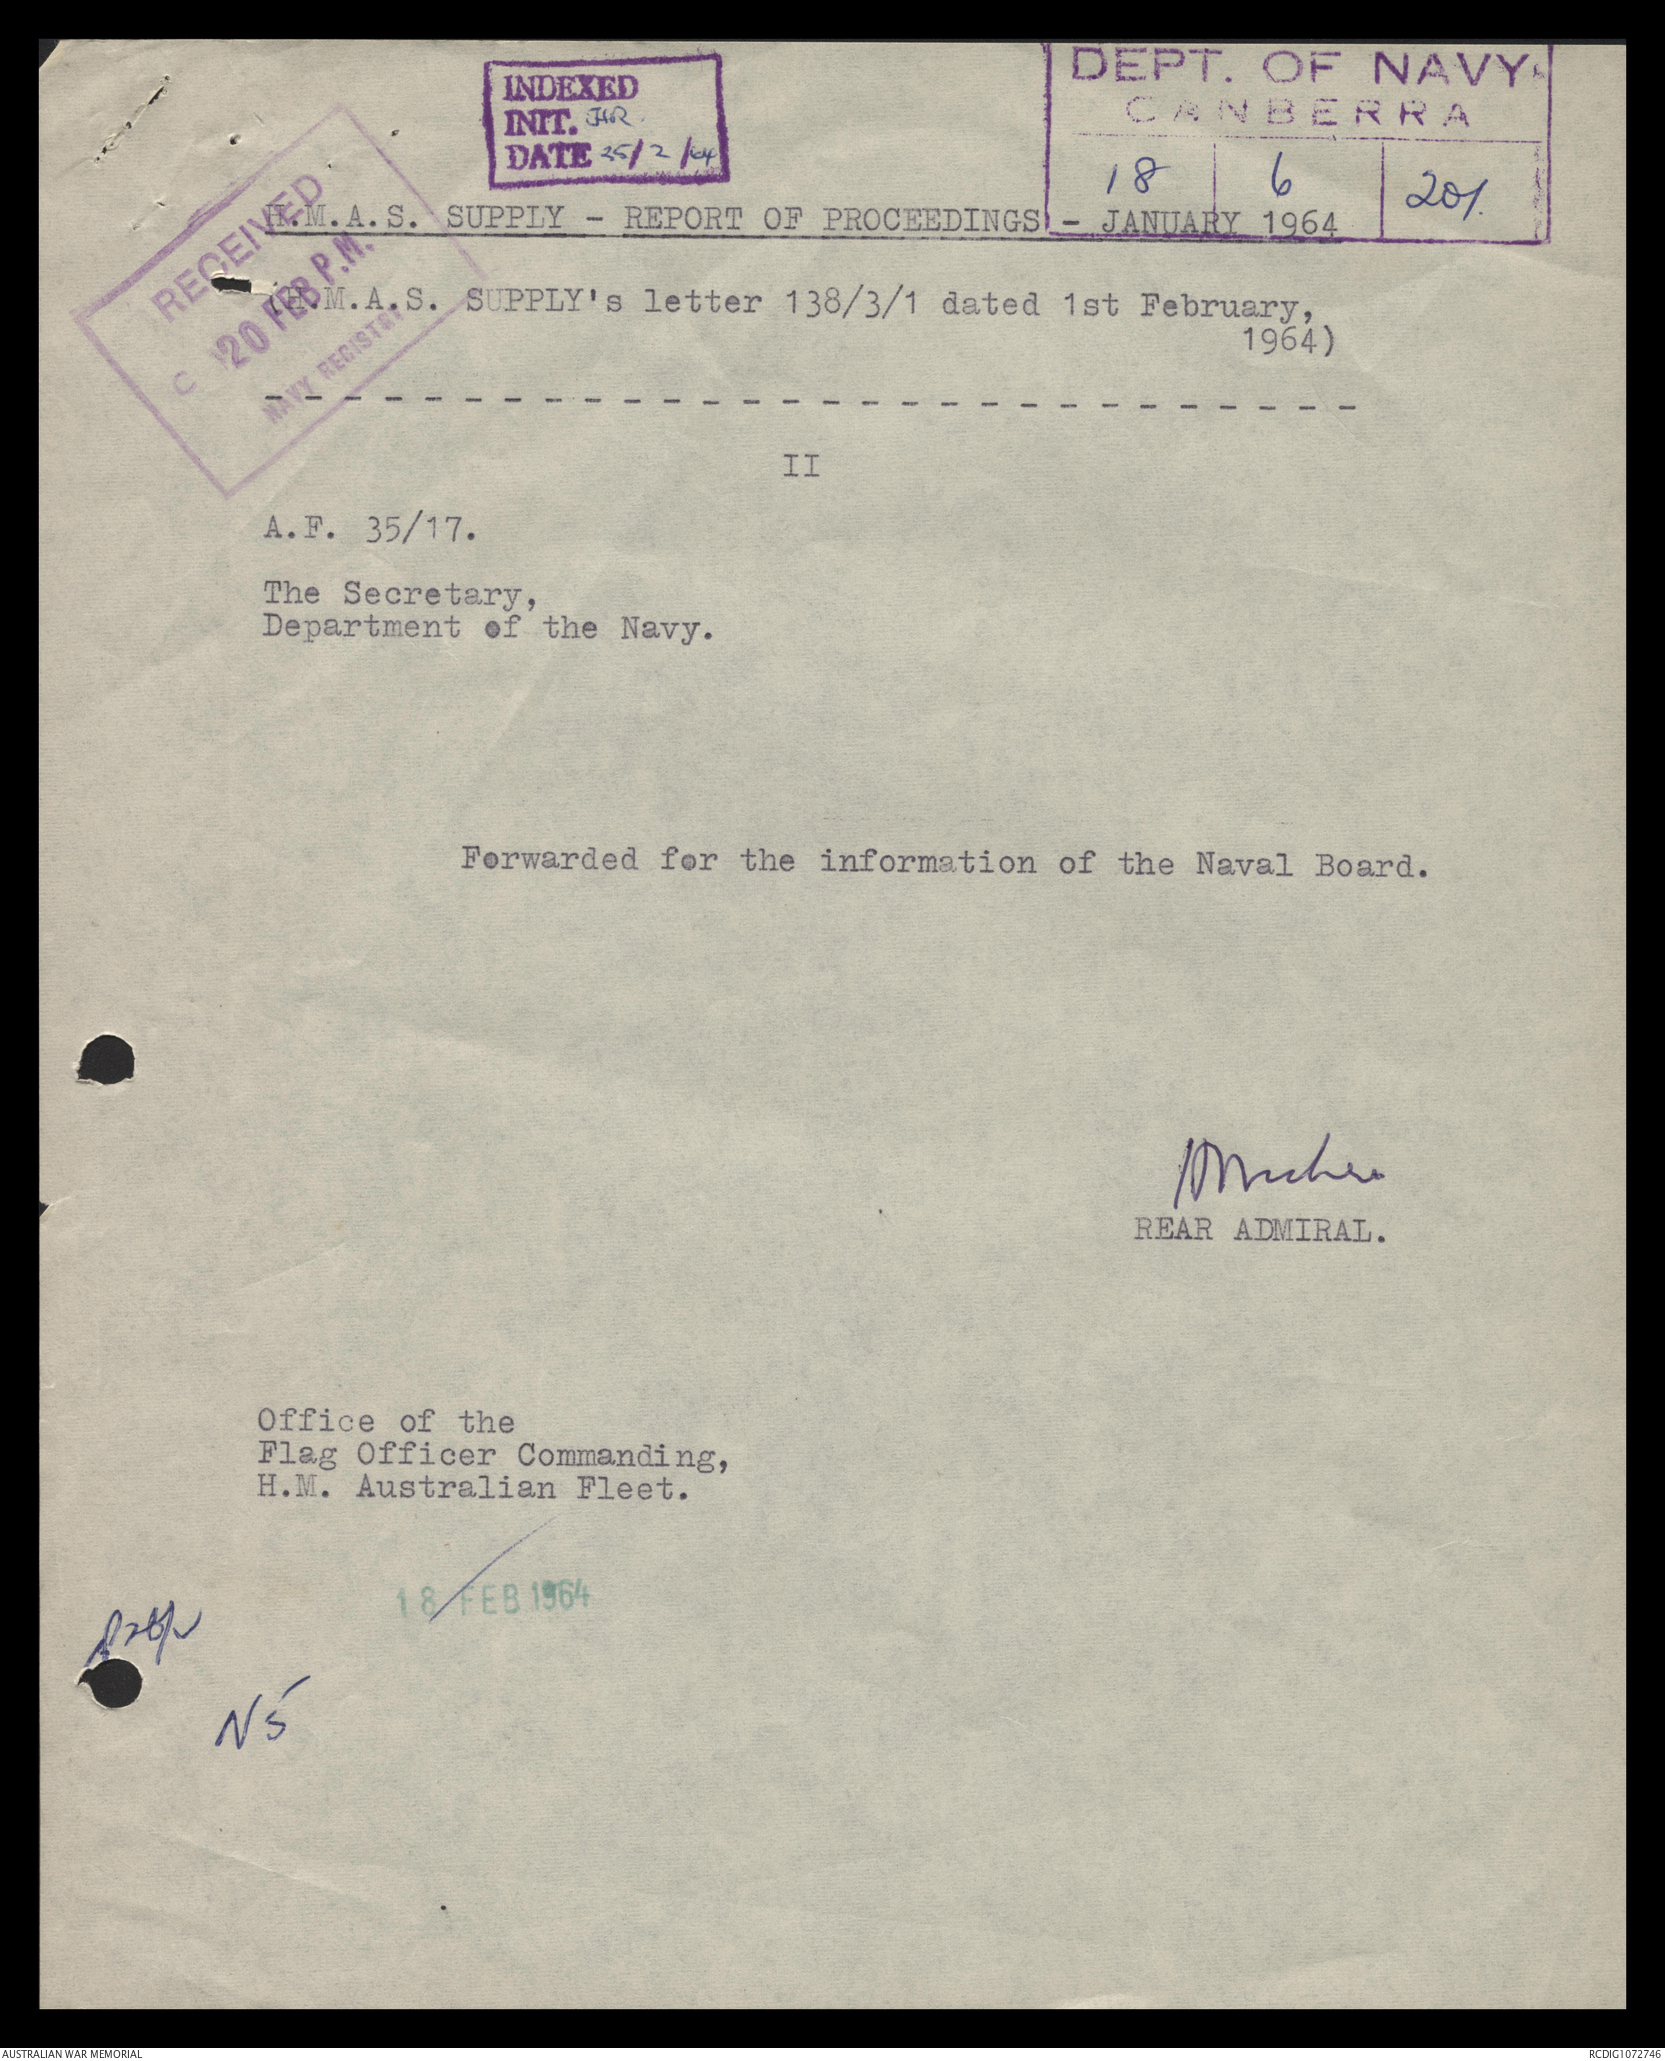 INDEXED
INIT. JHR.
DATE 25/2/64
DEPT. OF NAVY
CANBERRA
18 6 201.
RECEIVED
20 FEB P.M.
NAVY REGISTRY
H.M.A.S. SUPPLY - REPORT OF PROCEEDINGS - JANUARY 1964
(H.M.A.S. SUPPLY's letter 138/3/1 dated 1st February,
1964)
- - - - - - - - - - - - - - - - - - - - - - - - - - - -
II
A.F. 35/17.
The Secretary,
Department of the Navy.
Forwarded for the information of the Naval Board.
REAR ADMIRAL.
Office of the
Flag Officer Commanding,
H.M. Australian Fleet.
18 FEB 1964
N5
AUSTRALIAN WAR MEMORIAL
RCDIG1072746